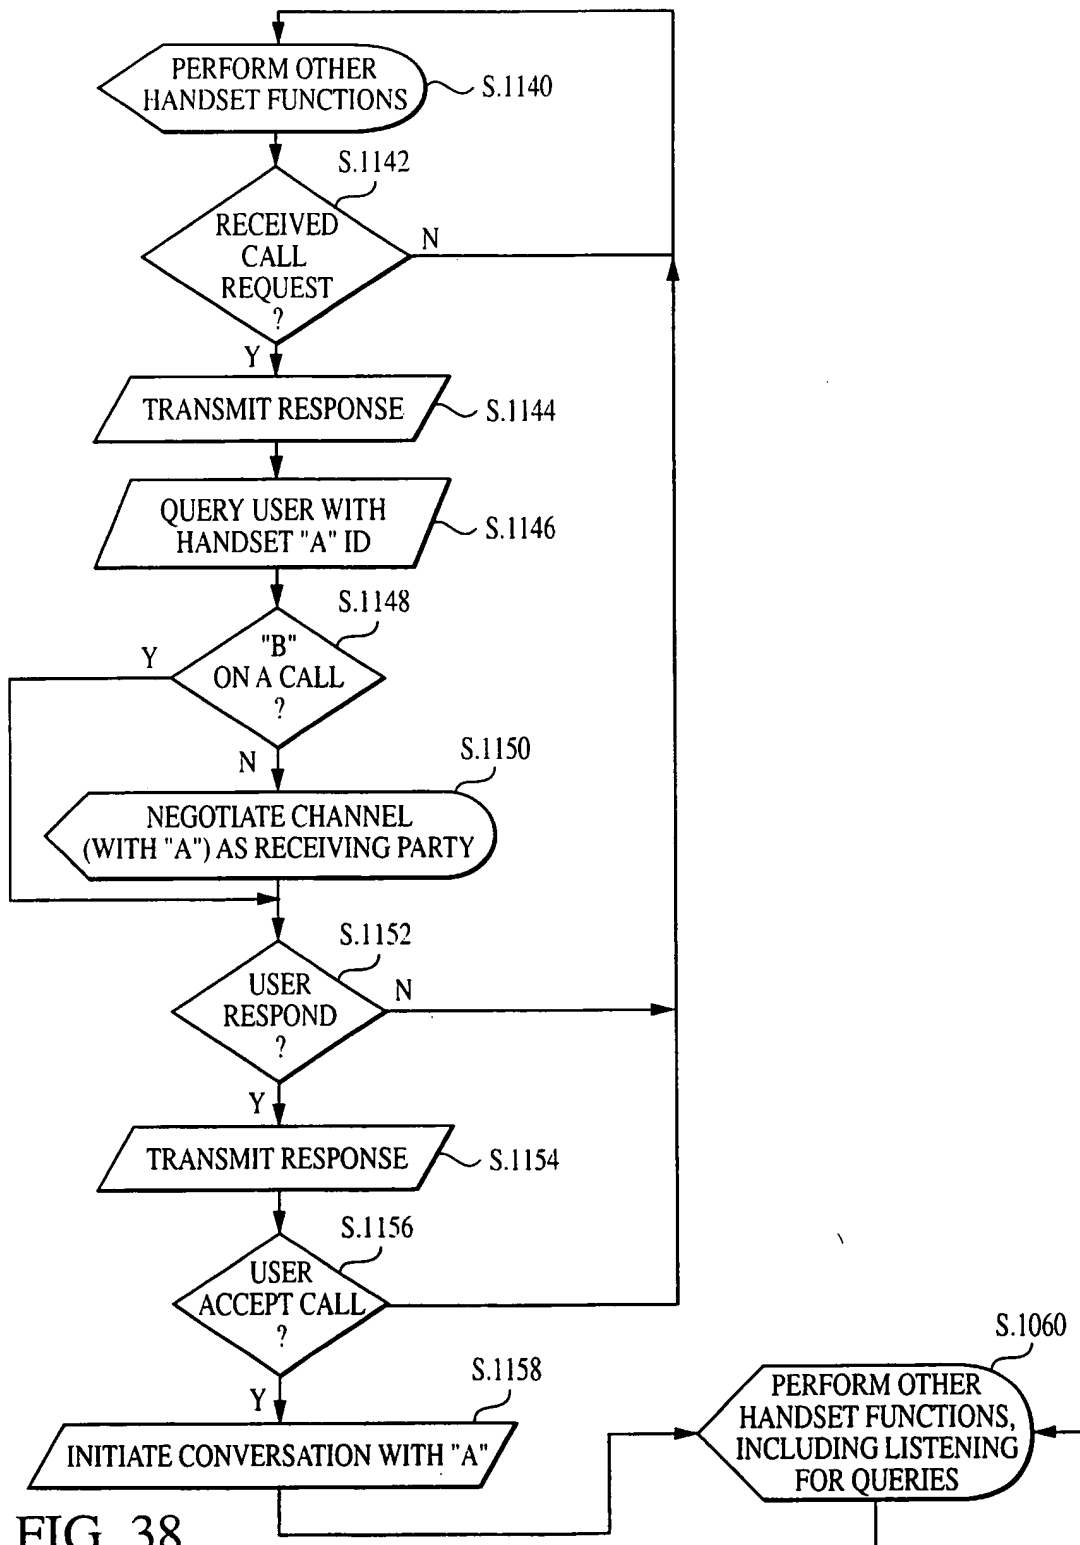 PERFORM OTHER
HANDSET FUNCTIONS
S.1140
S.1142
RECEIVED
CALL
REQUEST
?
N
Y
TRANSMIT RESPONSE
S.1144
QUERY USER WITH
HANDSET "A" ID
S.1146
S.1148
"B"
ON A CALL
?
Y
N
S.1150
NEGOTIATE CHANNEL
(WITH "A") AS RECEIVING PARTY
S.1152
USER
RESPOND
?
N
Y
TRANSMIT RESPONSE
S.1154
S.1156
USER
ACCEPT CALL
?
Y
S.1158
INITIATE CONVERSATION WITH "A"
S.1060
PERFORM OTHER
HANDSET FUNCTIONS,
INCLUDING LISTENING
FOR QUERIES
FIG. 38